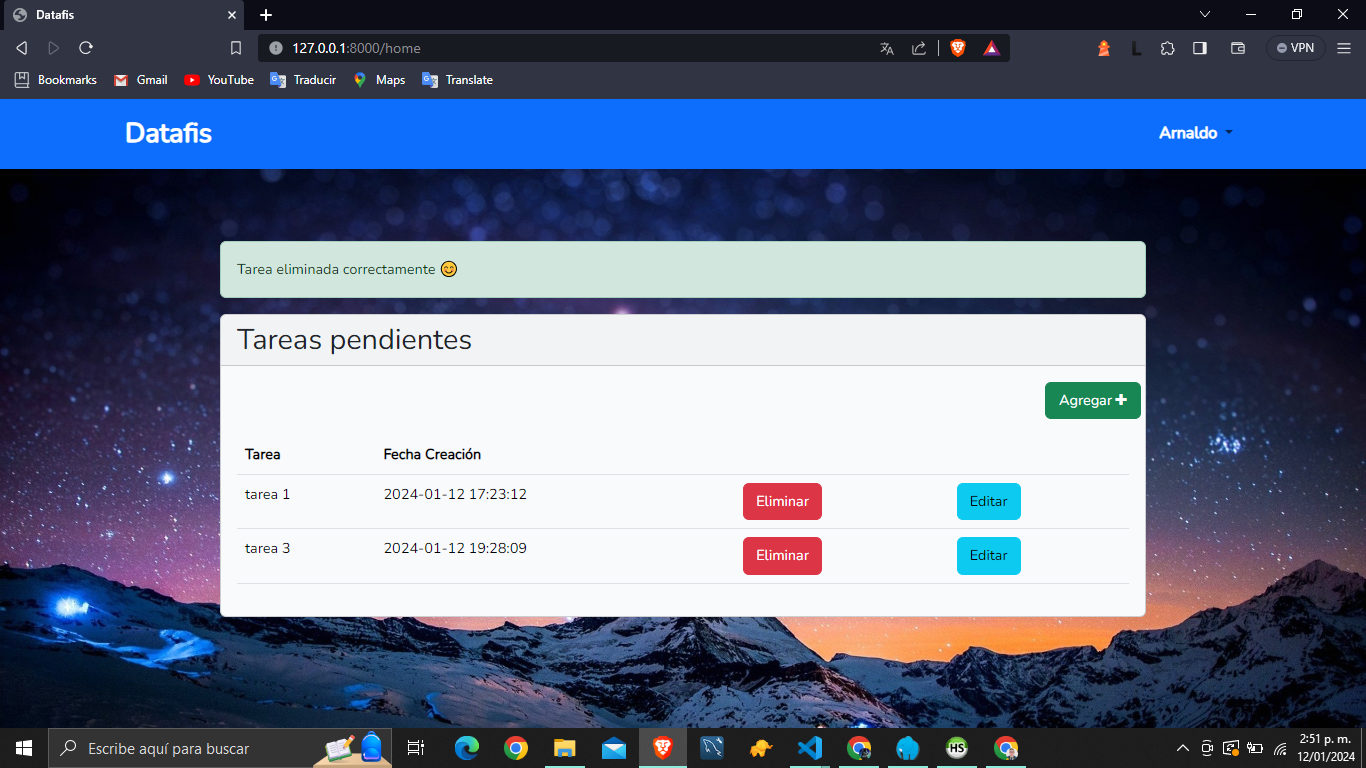 Datafis
127.0.0.1:8000/home
VPN
Bookmarks Gmail YouTube Traducir Maps Translate
Datafis
Arnaldo
Tarea eliminada correctamente 😊
Tareas pendientes
Agregar
Tarea Fecha Creación
tarea 1 2024-01-12 17:23:12 Eliminar Editar
tarea 3 2024-01-12 19:28:09 Eliminar Editar
Escribe aquí para buscar
HS
2:51 p. m.
12/01/2024